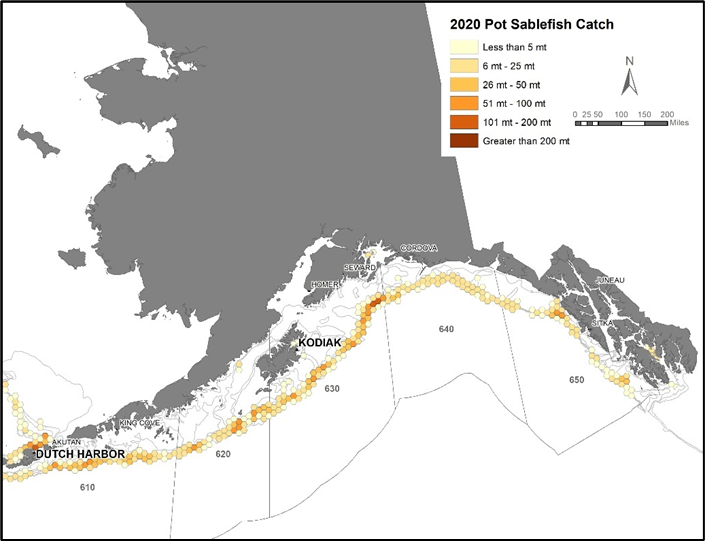 2020 Pot Sablefish Catch
Less than 5 mt
6 mt - 25 mt
26 mt - 50 mt
51 mt - 100 mt
101 mt - 200 mt
Greater than 200 mt
N
0 25 50 100 150 200
Miles
CORDOVA
SEWARD
HOMER
JUNEAU
SITKA
KODIAK
640
630
650
KING COVE
AKUTAN
DUTCH HARBOR
620
610